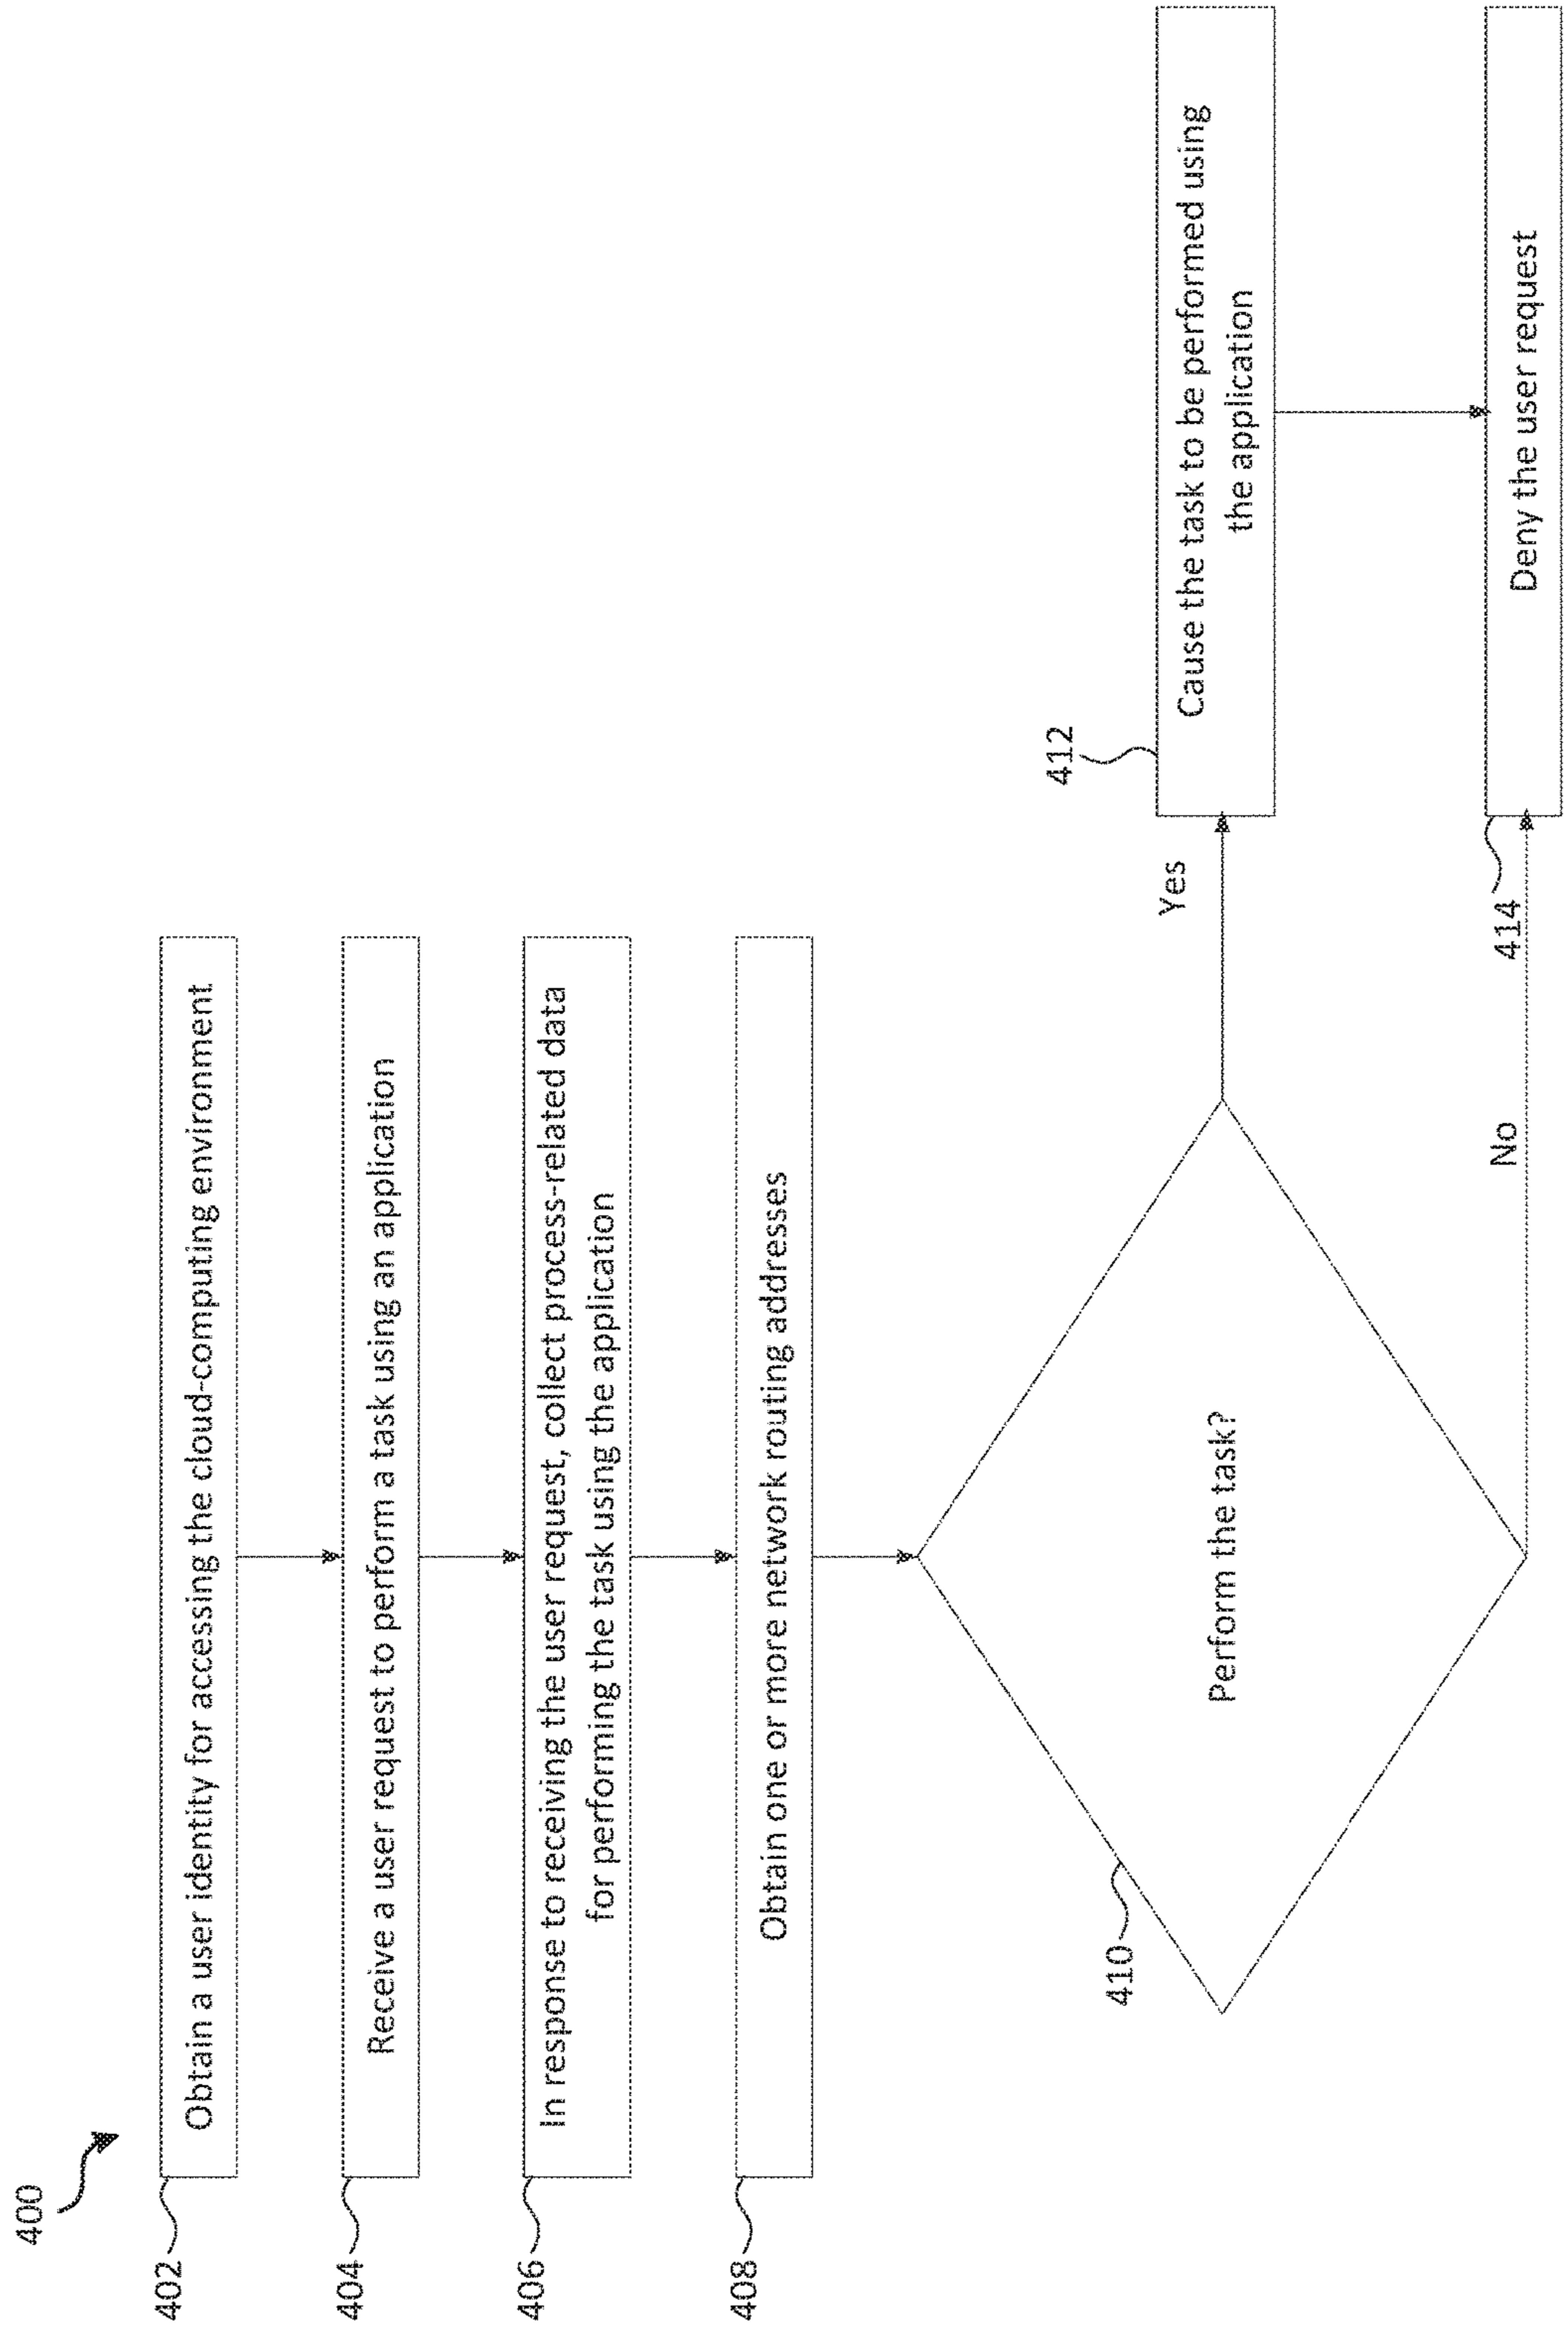 400
402
Obtain a user identity for accessing the cloud-computing environment
404
Receive a user request to perform a task using an application
406
In response to receiving the user request, collect process-related data
for performing the task using the application
408
Obtain one or more network routing addresses
410
Perform the task?
Yes
412
Cause the task to be performed using
the application
No
414
Deny the user request